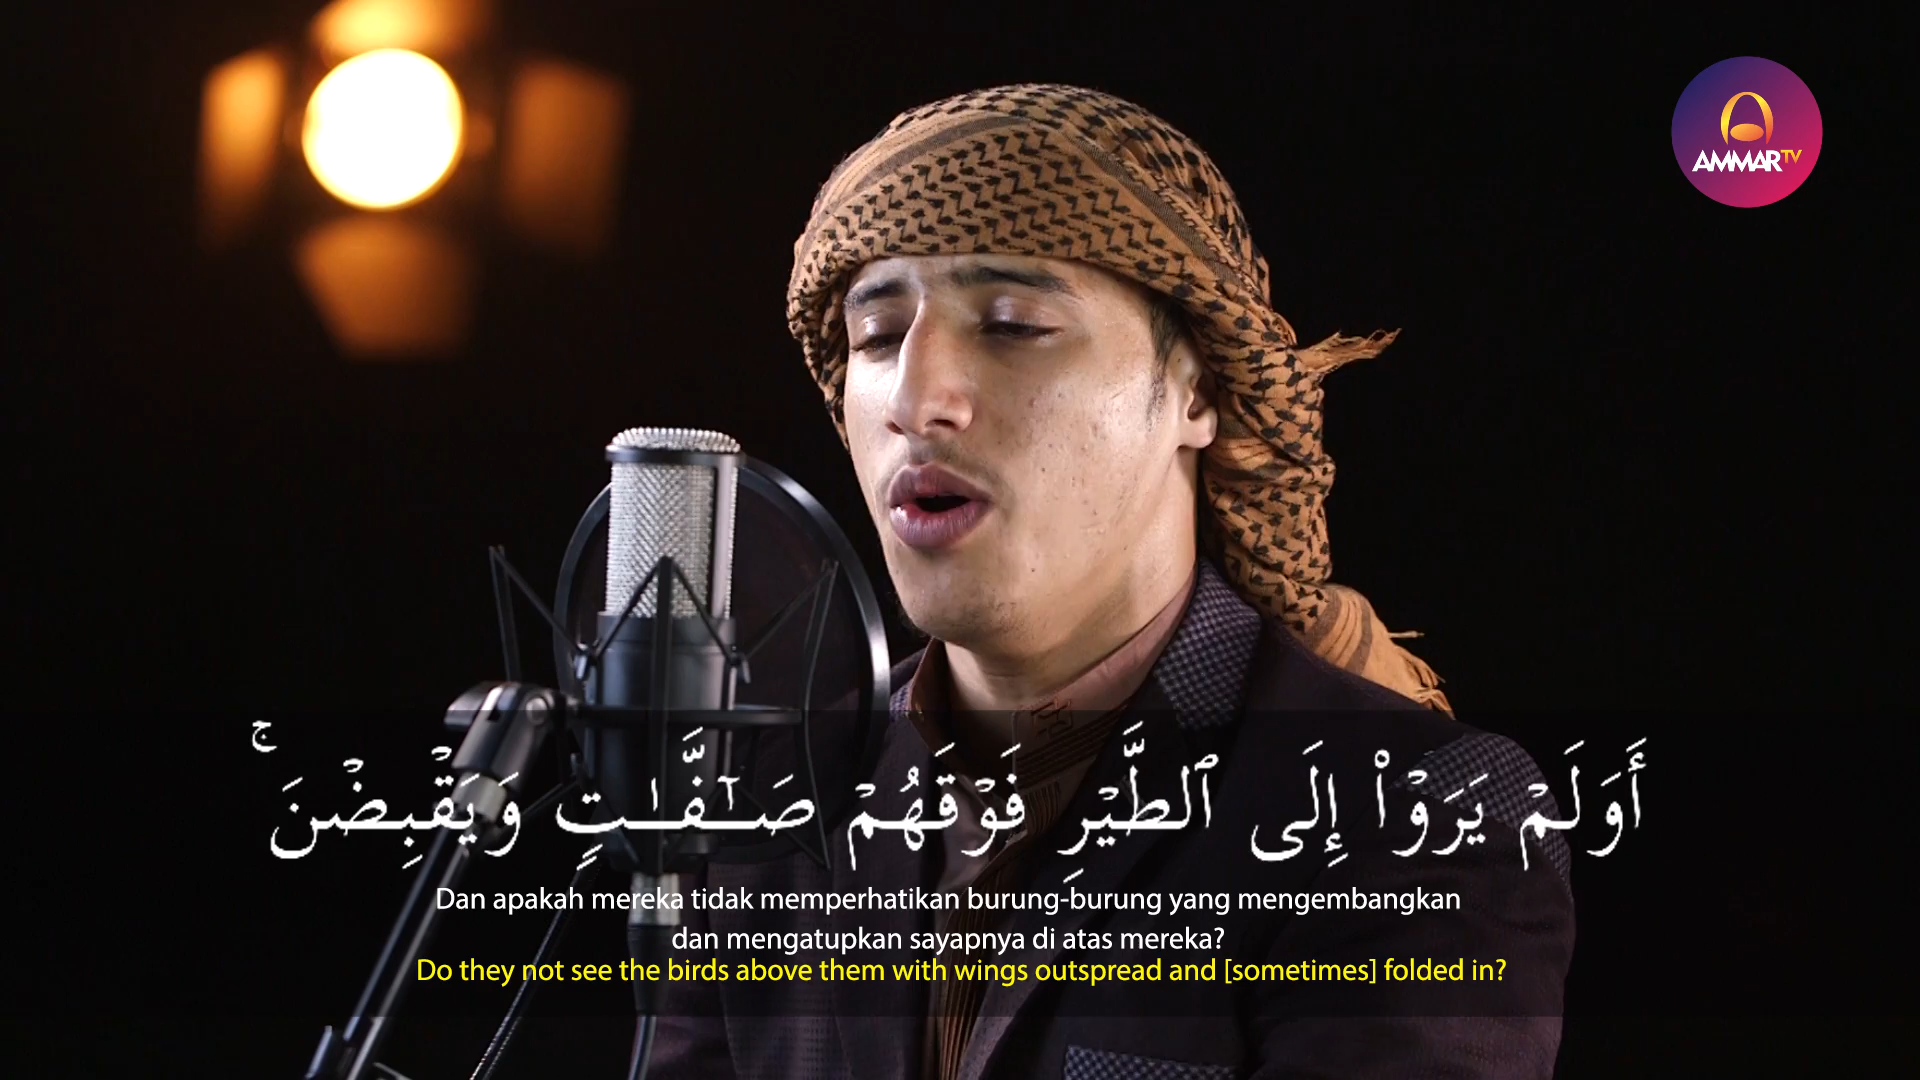 AMMARTV
أَوَلَمْ يَرَوْا۟ إِلَى ٱلطَّيْرِ فَوْقَهُمْ صَـٰٓفَّـٰتٍ وَيَقْبِضْنَ ۚ
Dan apakah mereka tidak memperhatikan burung-burung yang mengembangkan
dan mengatupkan sayapnya di atas mereka?
Do they not see the birds above them with wings outspread and [sometimes] folded in?